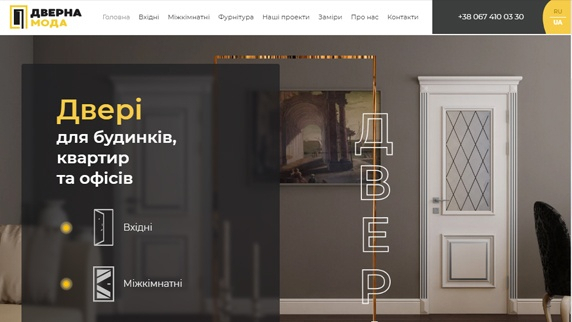 ДВЕРНА
МОДА
Головна Вхідні Міжкімнатні Фурнітура Наші проекти Заміри Про нас Контакти
+38 067 410 03 30
RU
UA
Двері
для будинків,
квартир
та офісів
Вхідні
Міжкімнатні
Д
В
Е
Р